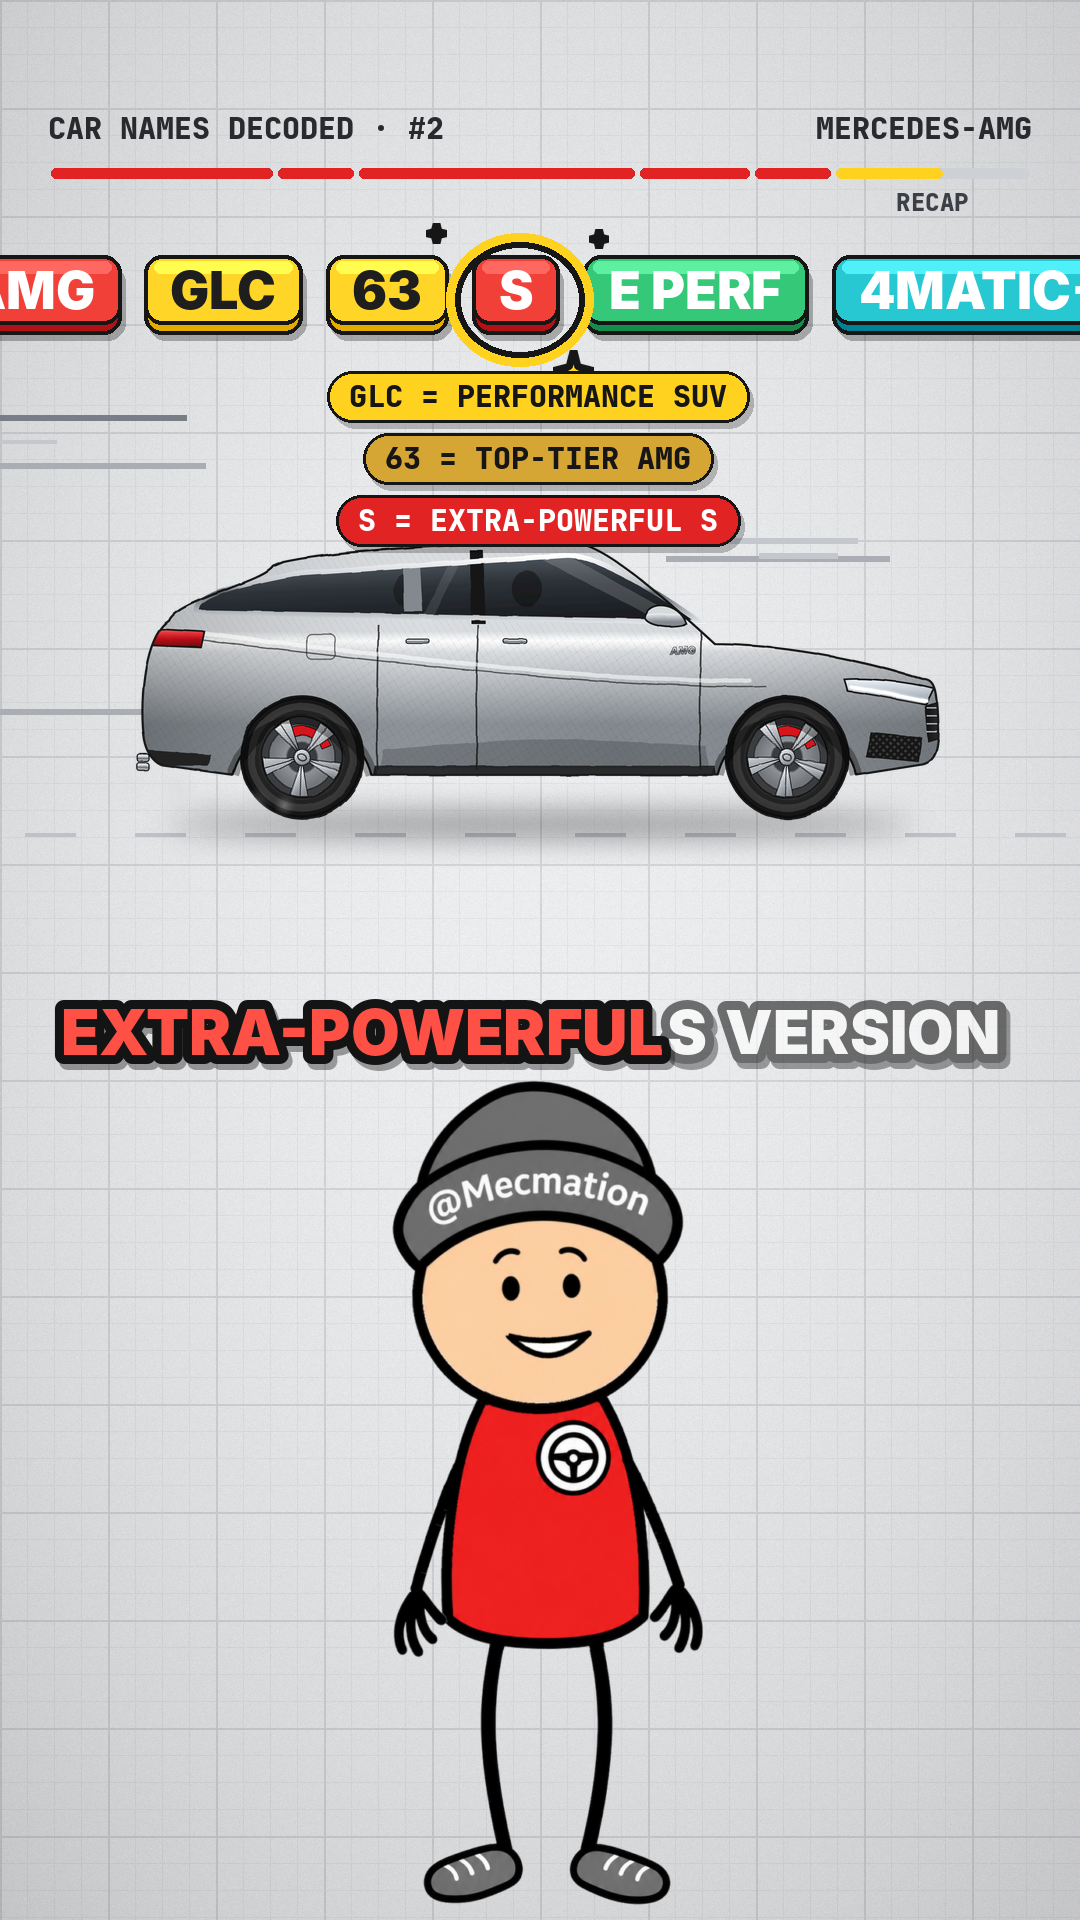 CAR NAMES DECODED · #2
MERCEDES-AMG
RECAP
AMG GLC 63 S E PERF 4MATIC+
GLC = PERFORMANCE SUV
63 = TOP-TIER AMG
S = EXTRA-POWERFUL S
AMG
EXTRA-POWERFUL S VERSION
@Mecmation